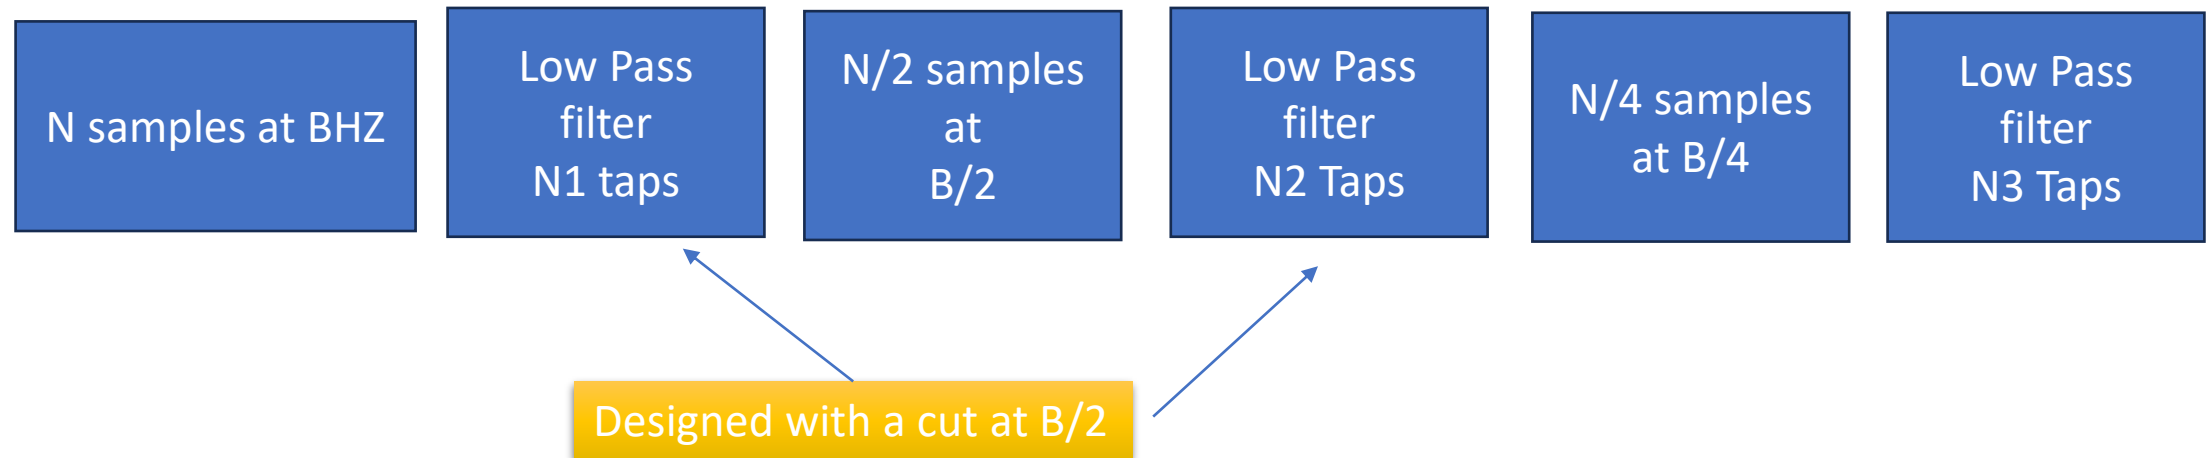 N samples at BHZ
Low Pass
filter
N1 taps
N/2 samples
at
B/2
Low Pass
filter
N2 Taps
N/4 samples
at B/4
Low Pass
filter
N3 Taps
Designed with a cut at B/2